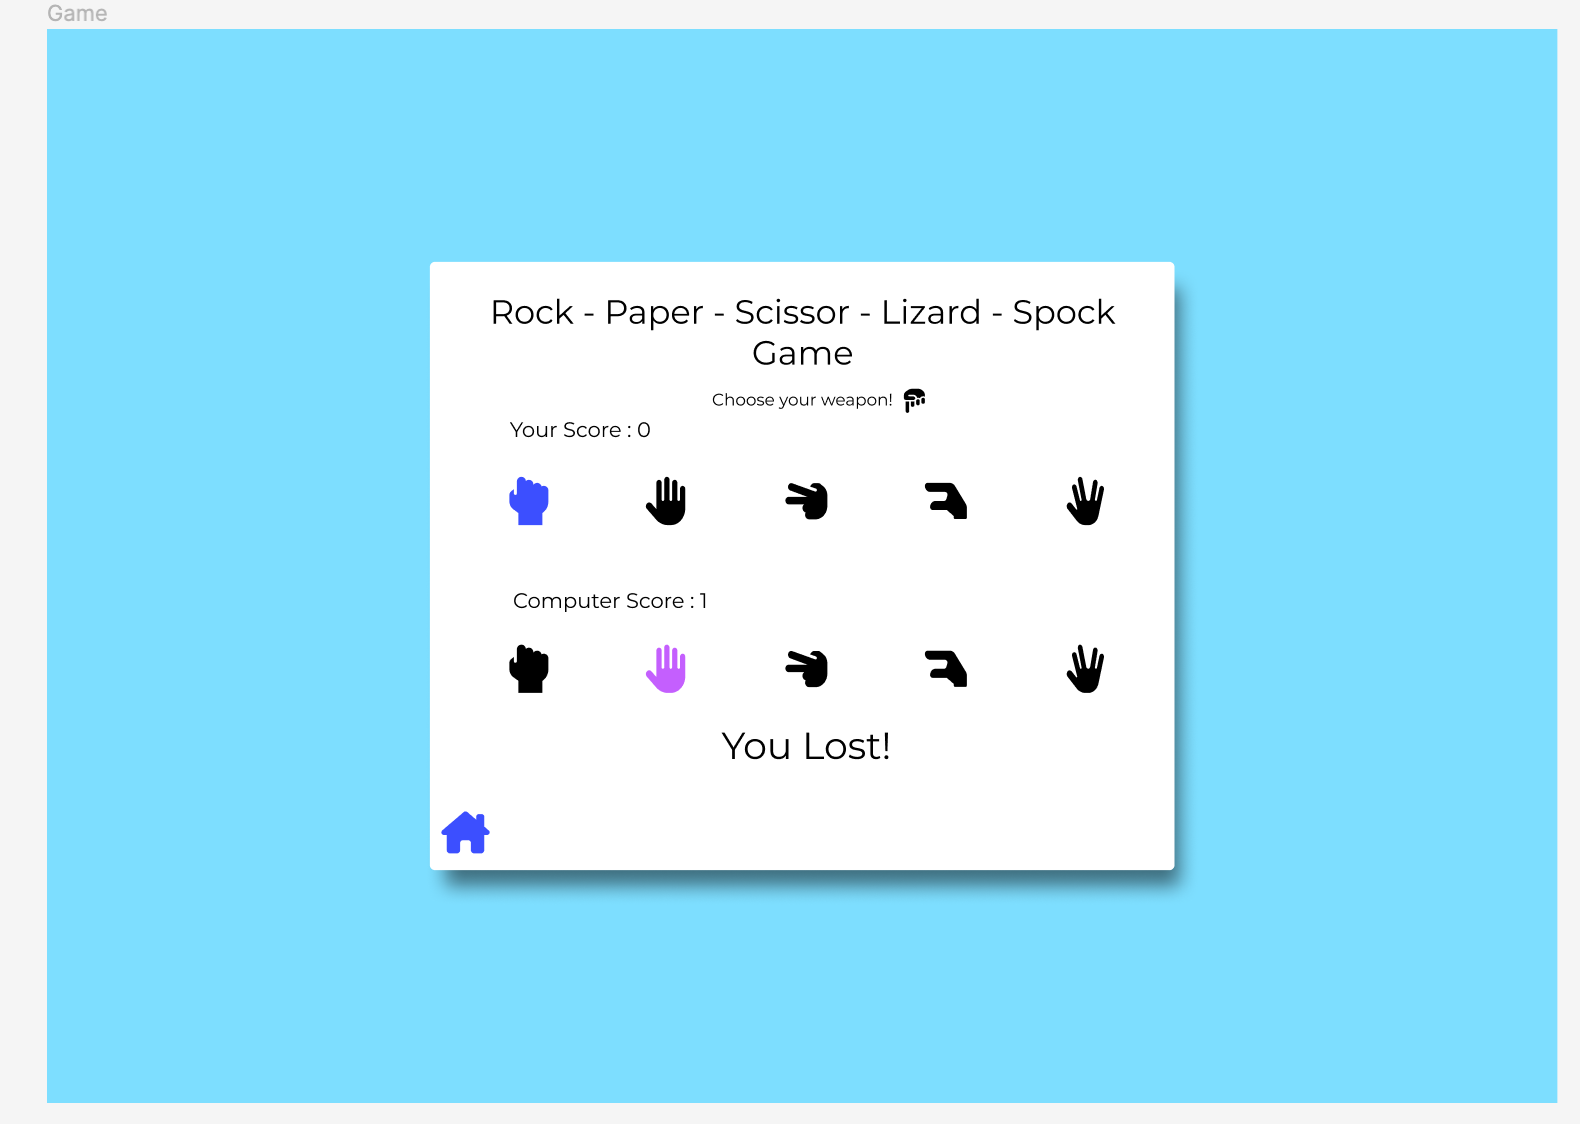 Game
Rock - Paper - Scissor - Lizard - Spock
Game
Choose your weapon!
Your Score : 0
Computer Score : 1
You Lost!